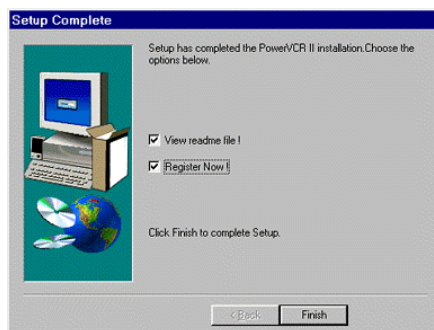 Setup Complete
Setup has completed the PowerVCR II installation.Choose the
options below.
View readme file !
Register Now !
Click Finish to complete Setup.
< Back
Finish